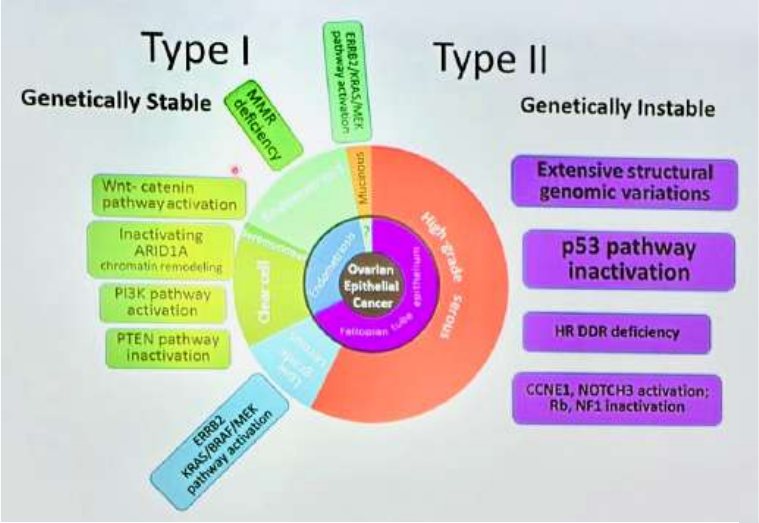 Type I
Type II
Genetically Stable
Genetically Instable
MMR
deficiency
ERRB2/KRAS/MEK
pathway activation
Wnt- catenin
pathway activation
Inactivating
ARID1A
chromatin remodeling
PI3K pathway
activation
PTEN pathway
inactivation
ERRB2
KRAS/BRAF/MEK
pathway activation
Mucinous
Clear cell
Low
grade
serous
High-grade serous
Endometriosis
?
Fallopian tube epithelium
Ovarian
Epithelial
Cancer
Extensive structural
genomic variations
p53 pathway
inactivation
HR DDR deficiency
CCNE1, NOTCH3 activation;
Rb, NF1 inactivation